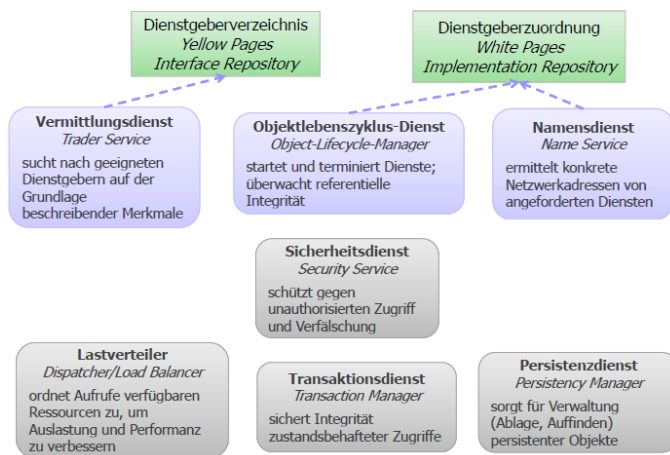 Dienstgeberverzeichnis
Yellow Pages
Interface Repository
Dienstgeberzuordnung
White Pages
Implementation Repository
Vermittlungsdienst
Trader Service
sucht nach geeigneten
Dienstgebern auf der
Grundlage
beschreibender Merkmale
Objektlebenszyklus-Dienst
Object-Lifecycle-Manager
startet und terminiert Dienste;
überwacht referentielle
Integrität
Namensdienst
Name Service
ermittelt konkrete
Netzwerkadressen von
angeforderten Diensten
Sicherheitsdienst
Security Service
schützt gegen
unauthorisierten Zugriff
und Verfälschung
Lastverteiler
Dispatcher/Load Balancer
ordnet Aufrufe verfügbaren
Ressourcen zu, um
Auslastung und Performanz
zu verbessern
Transaktionsdienst
Transaction Manager
sichert Integrität
zustandsbehafteter Zugriffe
Persistenzdienst
Persistency Manager
sorgt für Verwaltung
(Ablage, Auffinden)
persistenter Objekte